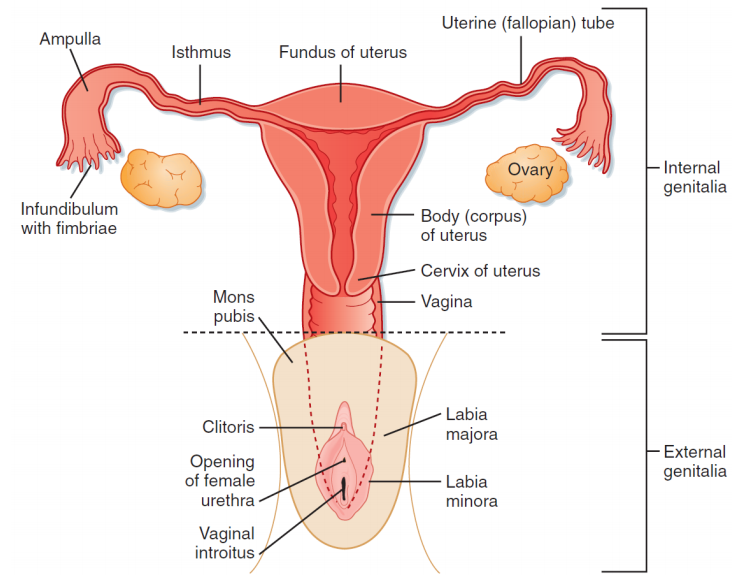 Uterine (fallopian) tube
Ampulla
Isthmus
Fundus of uterus
Ovary
Internal
genitalia
Infundibulum
with fimbriae
Body (corpus)
of uterus
Cervix of uterus
Mons
pubis
Vagina
Clitoris
Labia
majora
Opening
of female
urethra
External
genitalia
Labia
minora
Vaginal
introitus